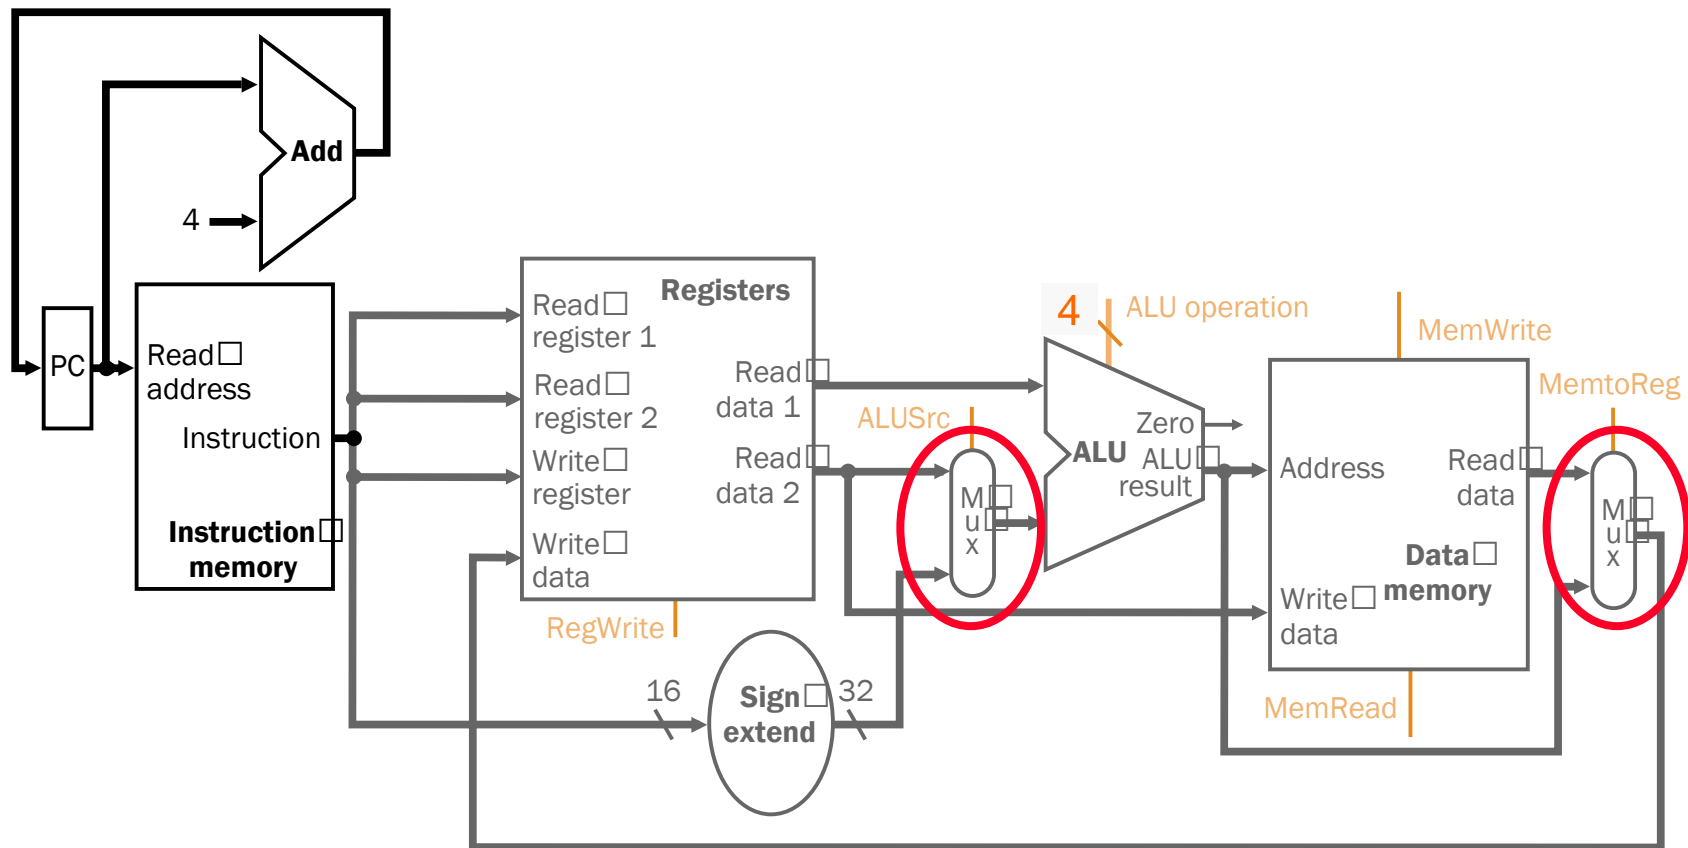 Add
4
PC
Read
address
Instruction
Instruction
memory
Registers
Read
register 1
Read
register 2
Write
register
Write
data
Read
data 1
Read
data 2
RegWrite
16
Sign
extend
32
ALUSrc
M
u
x
4
ALU operation
Zero
ALU
ALU
result
MemWrite
Address
Read
data
Data
memory
Write
data
MemRead
MemtoReg
M
u
x